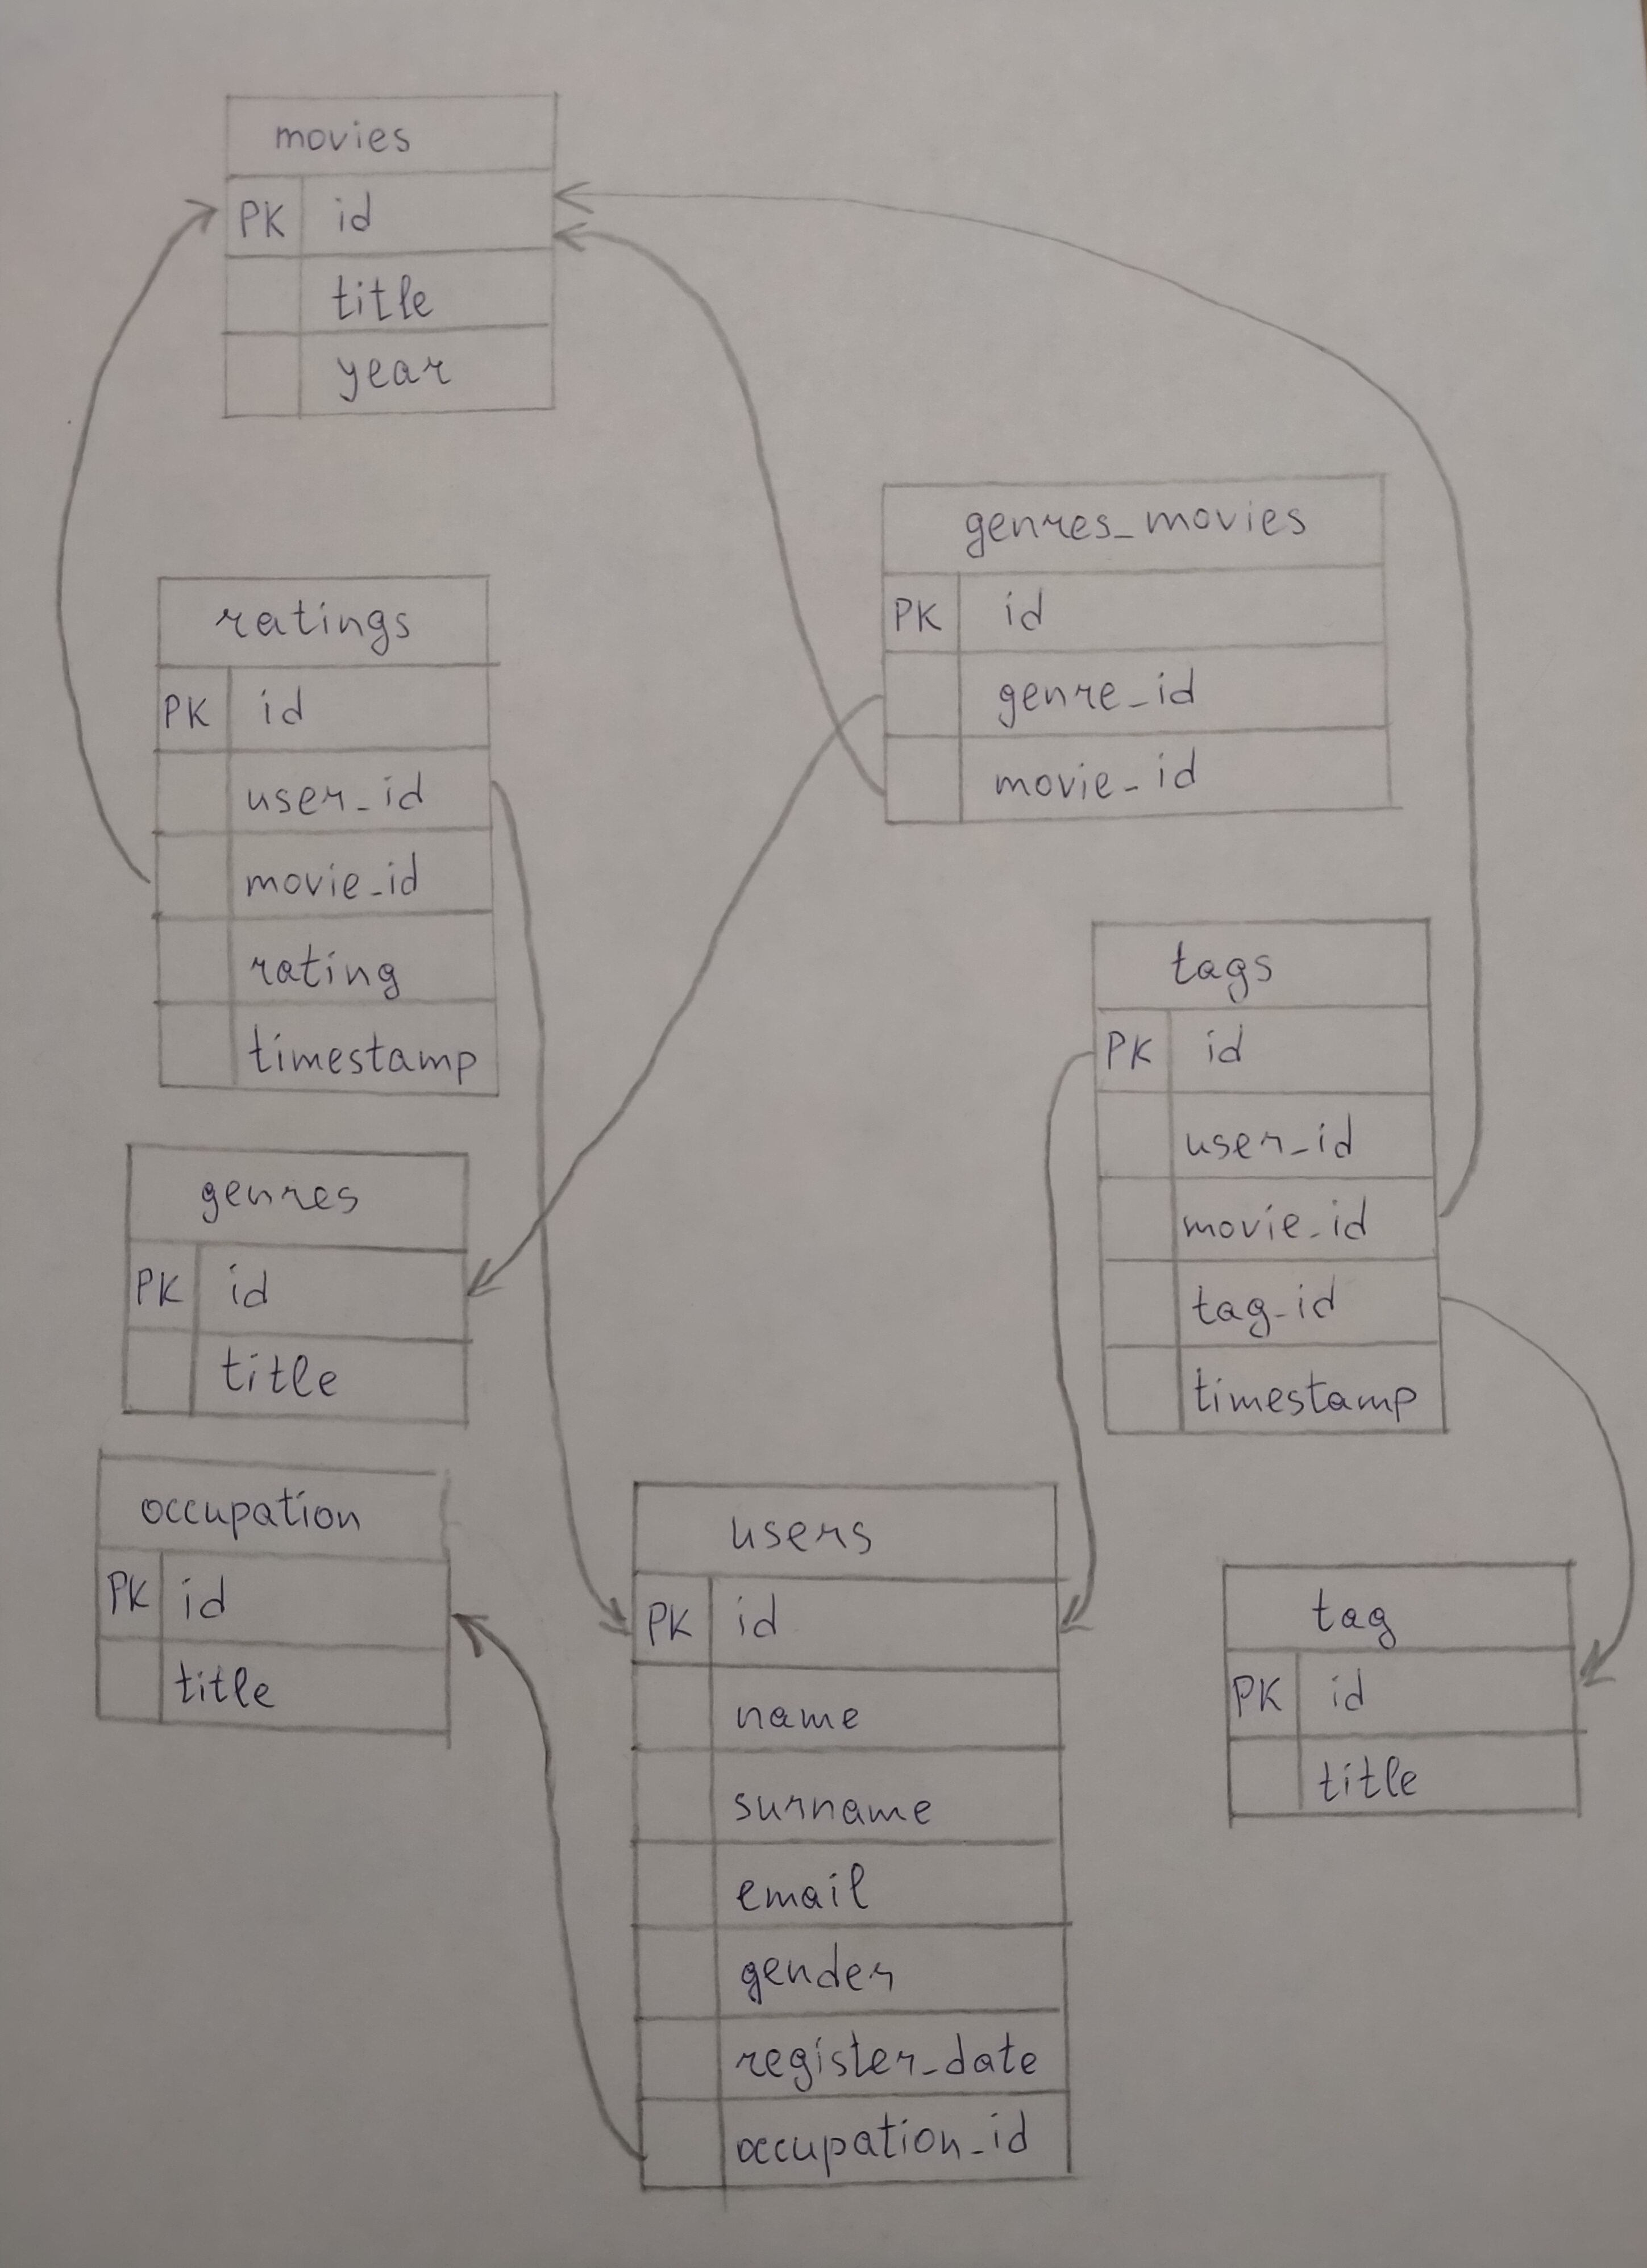 movies
PK id
title
year
genres_movies
PK id
genre_id
movie_id
ratings
PK id
user_id
movie_id
rating
timestamp
tags
PK id
user_id
movie_id
tag_id
timestamp
genres
PK id
title
occupation
PK id
title
users
PK id
name
surname
email
gender
register_date
occupation_id
tag
PK id
title